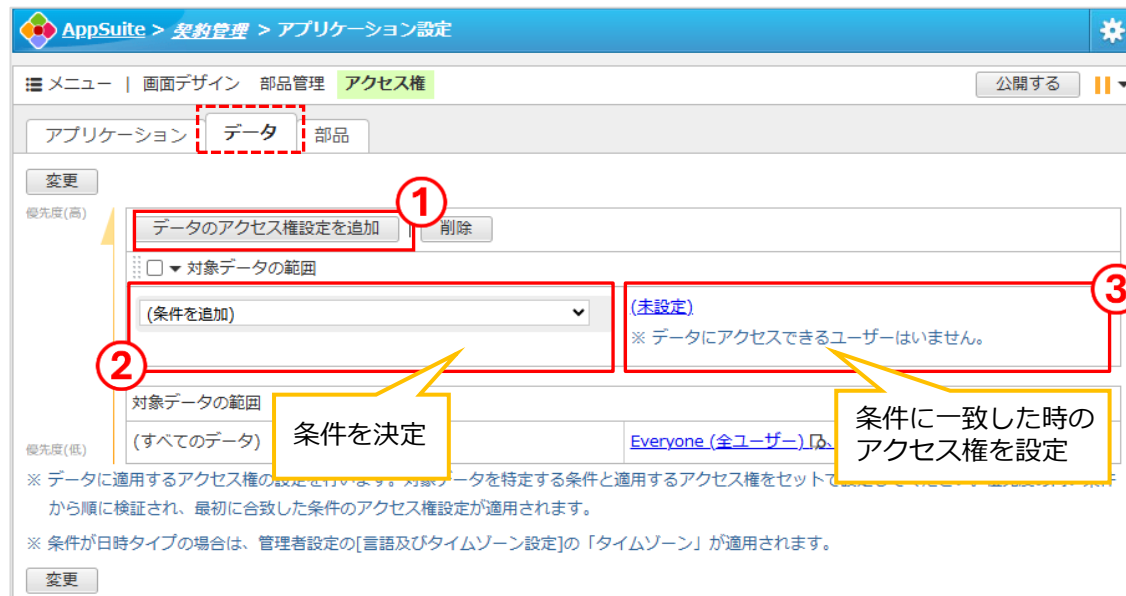 AppSuite > 契約管理 > アプリケーション設定
メニュー | 画面デザイン 部品管理 アクセス権 公開する
アプリケーション データ 部品
変更
優先度(高)
①
データのアクセス権設定を追加 | 削除
▼ 対象データの範囲
③
(条件を追加)
(未設定)
※ データにアクセスできるユーザーはいません。
②
対象データの範囲
条件を決定
条件に一致した時の
アクセス権を設定
優先度(低)
(すべてのデータ)
Everyone (全ユーザー)
※ データに適用するアクセス権の設定を行います。対象データを特定する条件と適用するアクセス権をセットで
から順に検証され、最初に合致した条件のアクセス権設定が適用されます。
※ 条件が日時タイプの場合は、管理者設定の[言語及びタイムゾーン設定]の「タイムゾーン」が適用されます。
変更